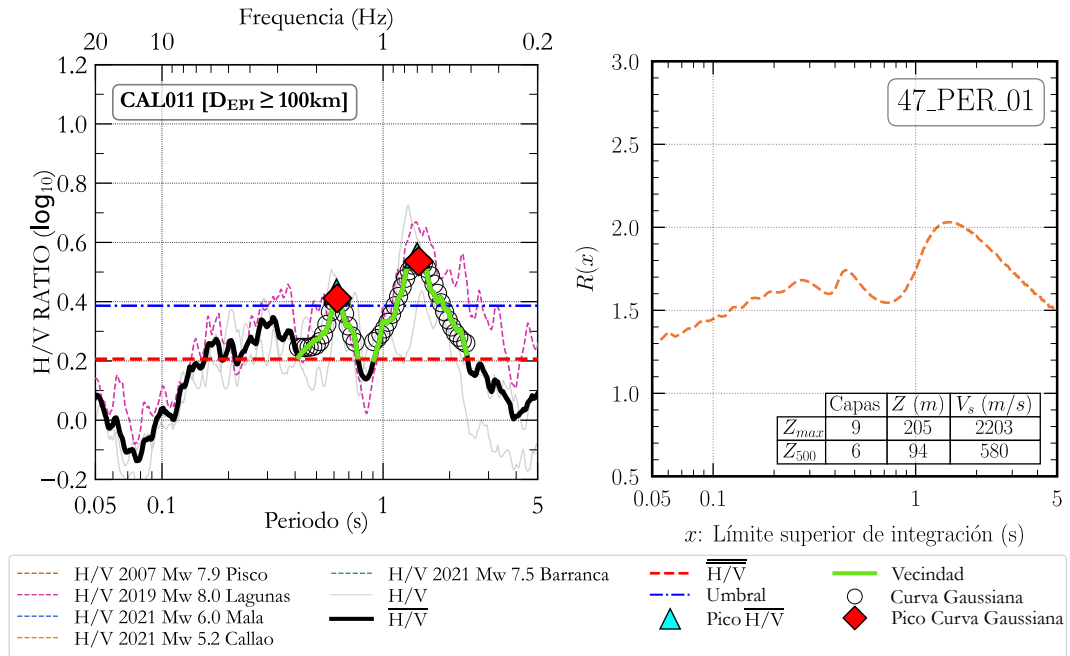 Frequencia (Hz)
20 10 1 0.2
1.2
1.0
0.8
0.6
0.4
0.2
0.0
−0.2
H/V RATIO (log10)
CAL011 [DEPI ≥ 100km]
0.05 0.1 1 5
Periodo (s)
3.0
2.5
2.0
1.5
1.0
0.5
R(x)
47_PER_01
Capas Z (m) Vs (m/s)
Zmax 9 205 2203
Z500 6 94 580
0.05 0.1 1 5
x: Límite superior de integración (s)
H/V 2007 Mw 7.9 Pisco
H/V 2019 Mw 8.0 Lagunas
H/V 2021 Mw 6.0 Mala
H/V 2021 Mw 5.2 Callao
H/V 2021 Mw 7.5 Barranca
H/V
H/V
H/V
Umbral
Pico H/V
Vecindad
Curva Gaussiana
Pico Curva Gaussiana